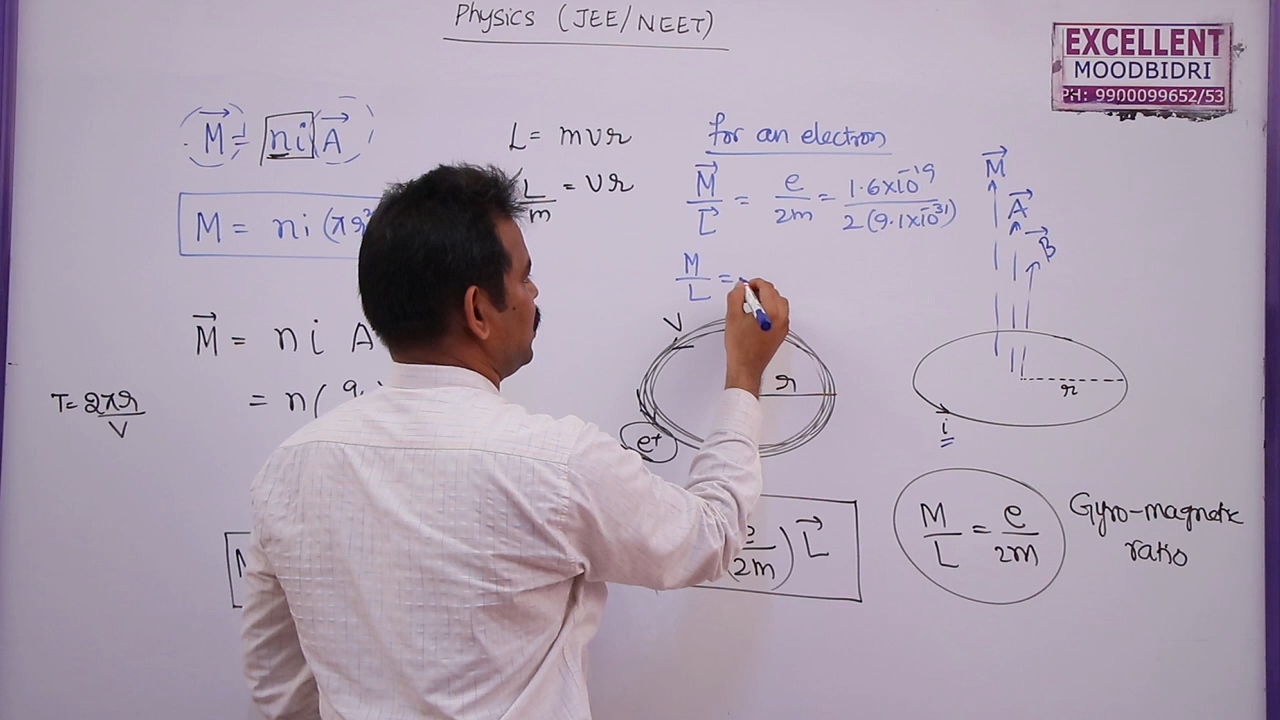 Physics (JEE/NEET)
EXCELLENT
MOODBIDRI
PH: 9900099652/53
M⃗ = ni A⃗
M = ni (πr²
M⃗ = n i A
= n( q
T = 2πr/V
L = mvr
L/m = vr
for an electron
M⃗/L⃗ = e/2m = 1.6×10⁻¹⁹/2(9.1×10⁻³¹)
M/L =
V
r
e+
M⃗
A⃗
B⃗
r
i
e/2m) L⃗
M/L = e/2m
Gyro-magnetic
ratio